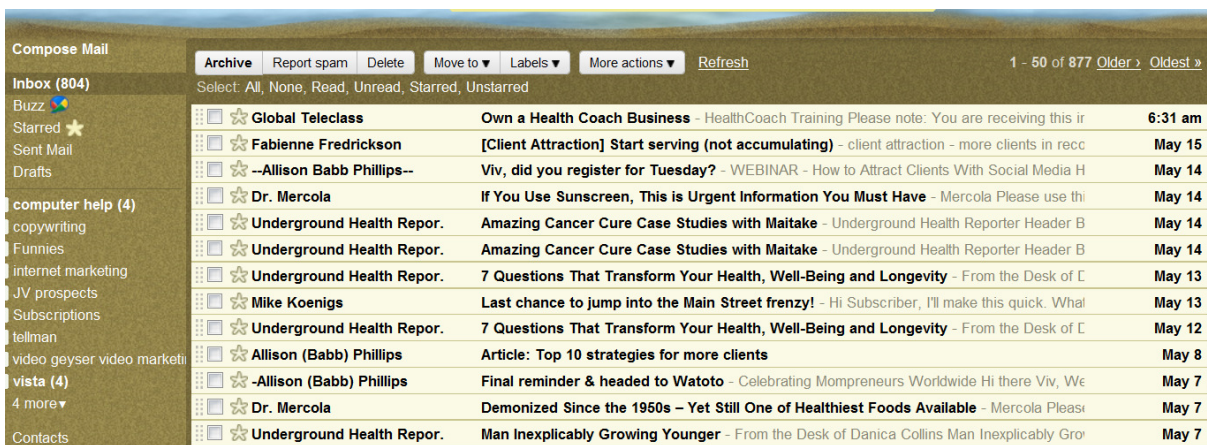 Compose Mail
Inbox (804)
Buzz
Starred
Sent Mail
Drafts
computer help (4)
copywriting
Funnies
internet marketing
JV prospects
Subscriptions
tellman
video geyser video marketi
vista (4)
4 more▾
Contacts
Archive Report spam Delete Move to ▾ Labels ▾ More actions ▾ Refresh 1 - 50 of 877 Older › Oldest »
Select: All, None, Read, Unread, Starred, Unstarred
Global Teleclass Own a Health Coach Business - HealthCoach Training Please note: You are receiving this in 6:31 am
Fabienne Fredrickson [Client Attraction] Start serving (not accumulating) - client attraction - more clients in reco May 15
--Allison Babb Phillips-- Viv, did you register for Tuesday? - WEBINAR - How to Attract Clients With Social Media H May 14
Dr. Mercola If You Use Sunscreen, This is Urgent Information You Must Have - Mercola Please use thi May 14
Underground Health Repor. Amazing Cancer Cure Case Studies with Maitake - Underground Health Reporter Header B May 14
Underground Health Repor. Amazing Cancer Cure Case Studies with Maitake - Underground Health Reporter Header B May 14
Underground Health Repor. 7 Questions That Transform Your Health, Well-Being and Longevity - From the Desk of D May 13
Mike Koenigs Last chance to jump into the Main Street frenzy! - Hi Subscriber, I'll make this quick. What May 13
Underground Health Repor. 7 Questions That Transform Your Health, Well-Being and Longevity - From the Desk of D May 12
Allison (Babb) Phillips Article: Top 10 strategies for more clients May 8
-Allison (Babb) Phillips Final reminder & headed to Watoto - Celebrating Mompreneurs Worldwide Hi there Viv, We May 7
Dr. Mercola Demonized Since the 1950s – Yet Still One of Healthiest Foods Available - Mercola Please May 7
Underground Health Repor. Man Inexplicably Growing Younger - From the Desk of Danica Collins Man Inexplicably Grow May 7